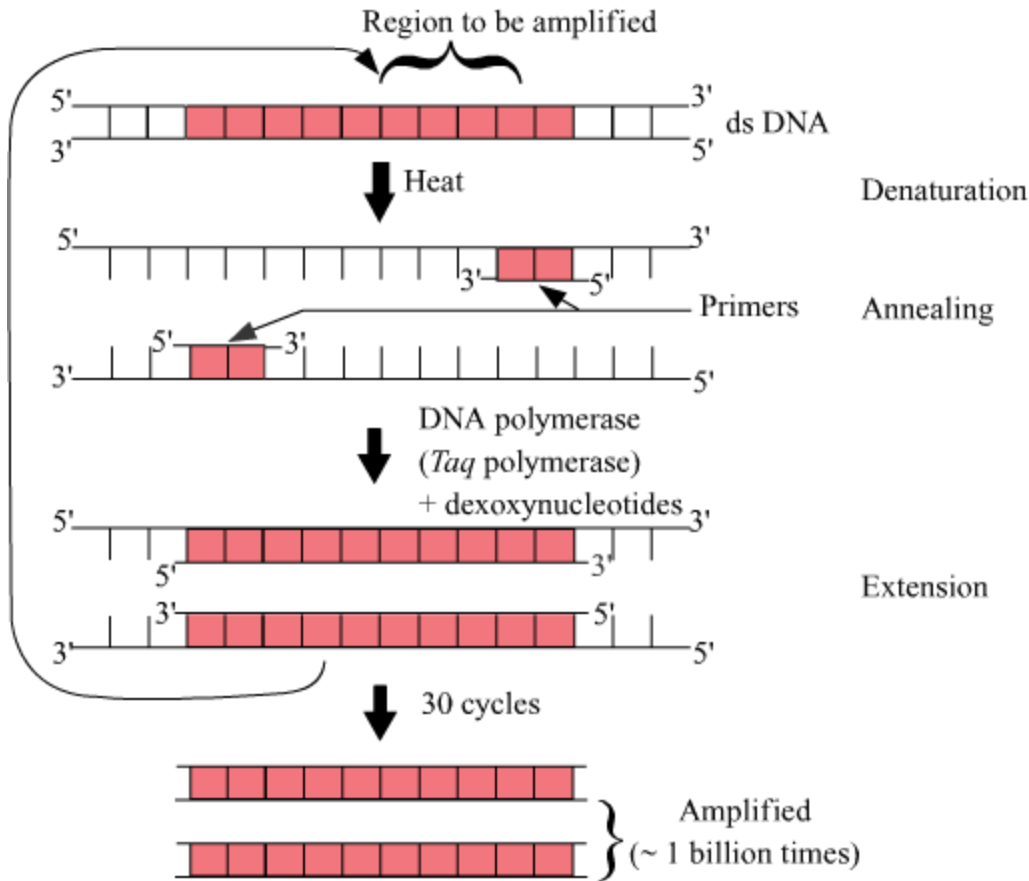 Region to be amplified
5' 3'
ds DNA
3' 5'
Heat
Denaturation
5' 3'
3' 5'
Primers Annealing
5' 3'
3' 5'
DNA polymerase
(Taq polymerase)
+ dexoxynucleotides
5' 3'
5' 3'
Extension
3' 5'
3' 5'
30 cycles
Amplified
(~ 1 billion times)